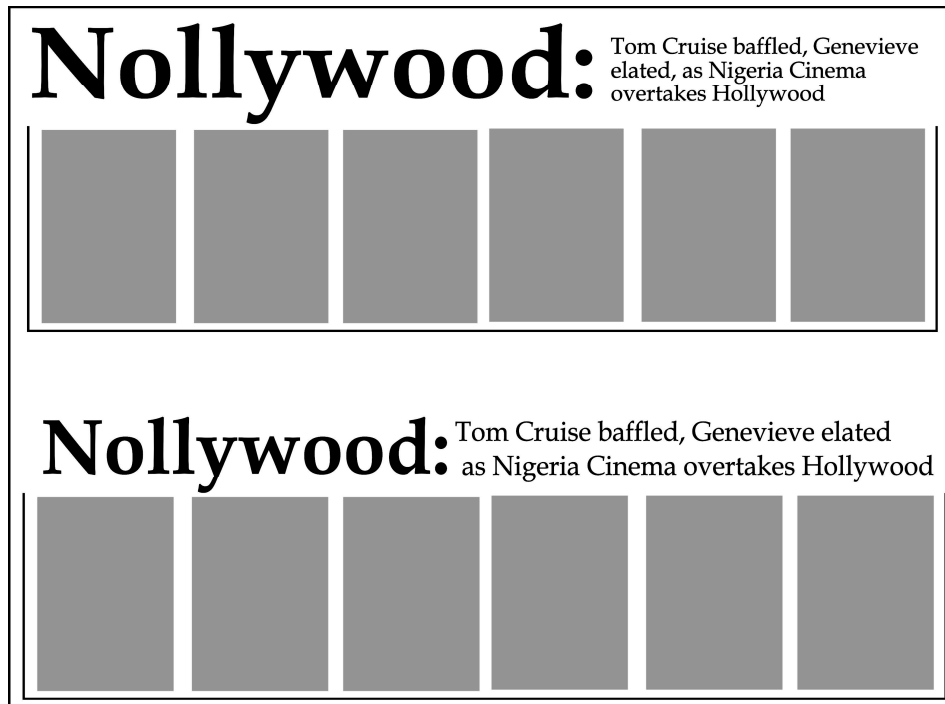 Nollywood:
Tom Cruise baffled, Genevieve
elated, as Nigeria Cinema
overtakes Hollywood
Nollywood:
Tom Cruise baffled, Genevieve elated
as Nigeria Cinema overtakes Hollywood